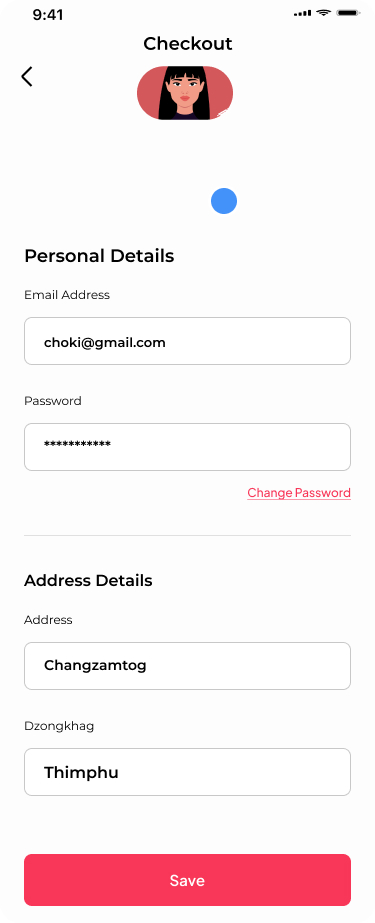 9:41
Checkout
Personal Details
Email Address
choki@gmail.com
Password
***********
Change Password
Address Details
Address
Changzamtog
Dzongkhag
Thimphu
Save